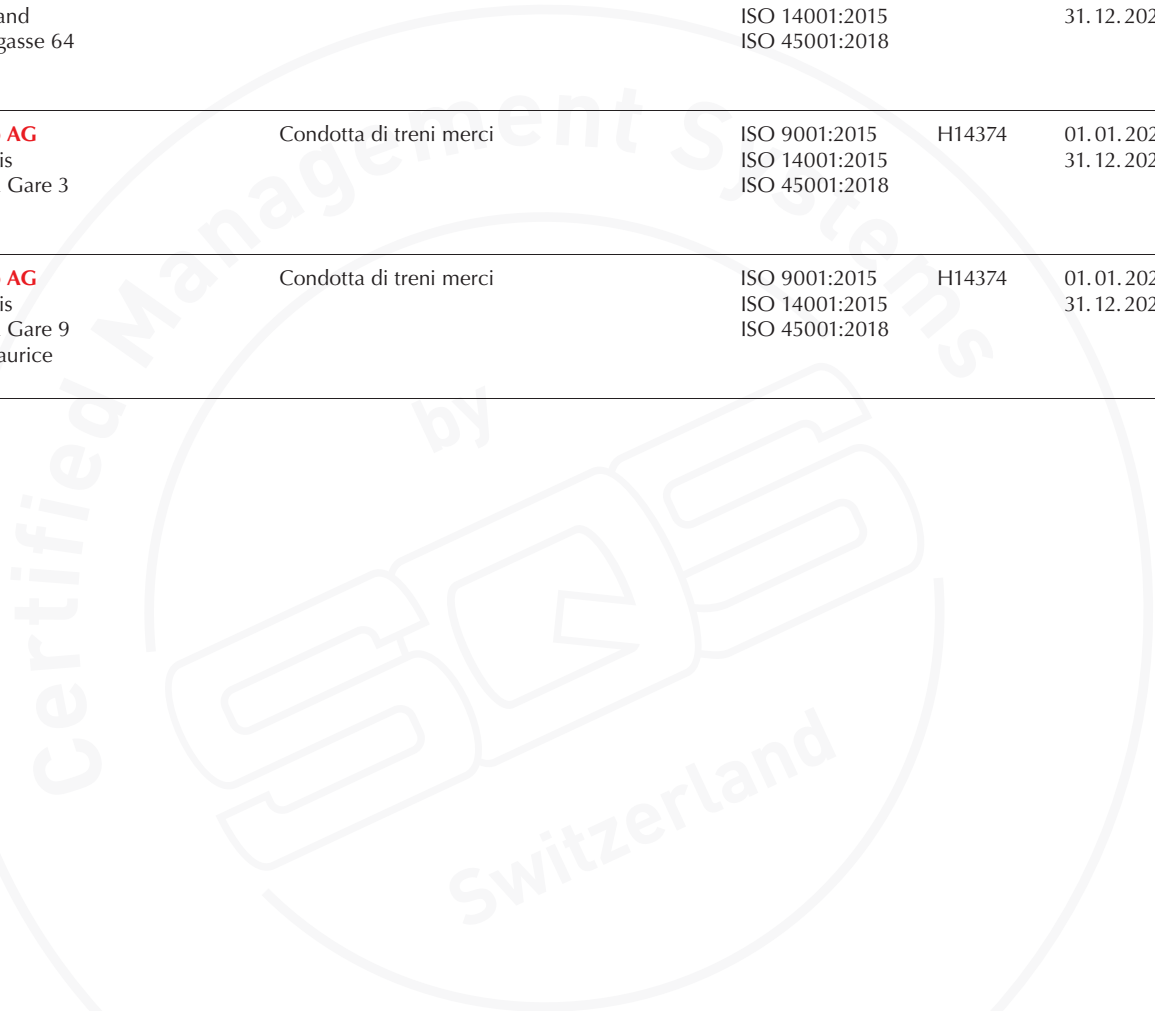 and ISO 14001:2015 31.12.202
gasse 64 ISO 45001:2018
AG Condotta di treni merci ISO 9001:2015 H14374 01.01.202
is ISO 14001:2015 31.12.202
Gare 3 ISO 45001:2018
AG Condotta di treni merci ISO 9001:2015 H14374 01.01.202
is ISO 14001:2015 31.12.202
Gare 9 ISO 45001:2018
aurice
Certified Management Systems
by
SQS
Switzerland